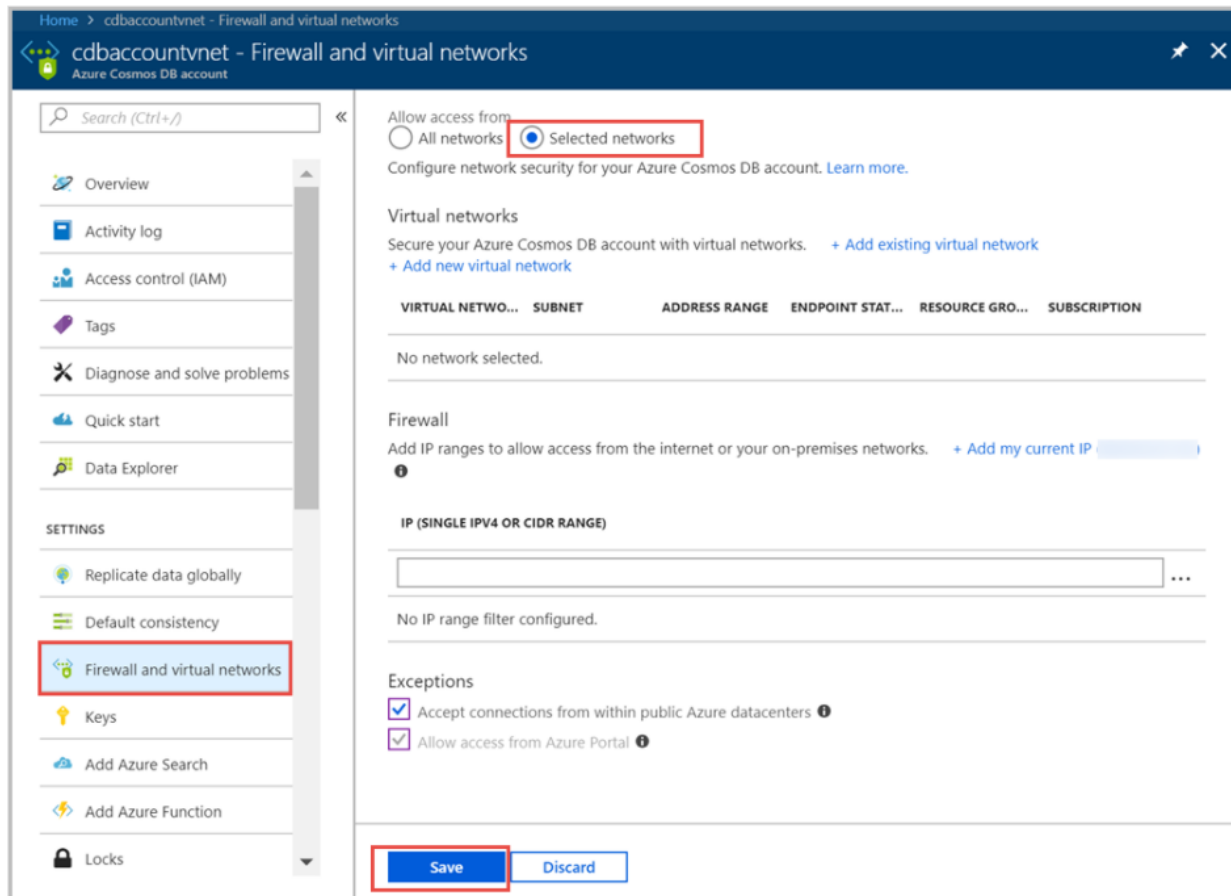 Home > cdbaccountvnet - Firewall and virtual networks
cdbaccountvnet - Firewall and virtual networks
Azure Cosmos DB account
Search (Ctrl+/)
Overview
Activity log
Access control (IAM)
Tags
Diagnose and solve problems
Quick start
Data Explorer
SETTINGS
Replicate data globally
Default consistency
Firewall and virtual networks
Keys
Add Azure Search
Add Azure Function
Locks
Allow access from
All networks Selected networks
Configure network security for your Azure Cosmos DB account. Learn more.
Virtual networks
Secure your Azure Cosmos DB account with virtual networks. + Add existing virtual network
+ Add new virtual network
VIRTUAL NETWO... SUBNET ADDRESS RANGE ENDPOINT STAT... RESOURCE GRO... SUBSCRIPTION
No network selected.
Firewall
Add IP ranges to allow access from the internet or your on-premises networks. + Add my current IP
IP (SINGLE IPV4 OR CIDR RANGE)
...
No IP range filter configured.
Exceptions
Accept connections from within public Azure datacenters
Allow access from Azure Portal
Save Discard